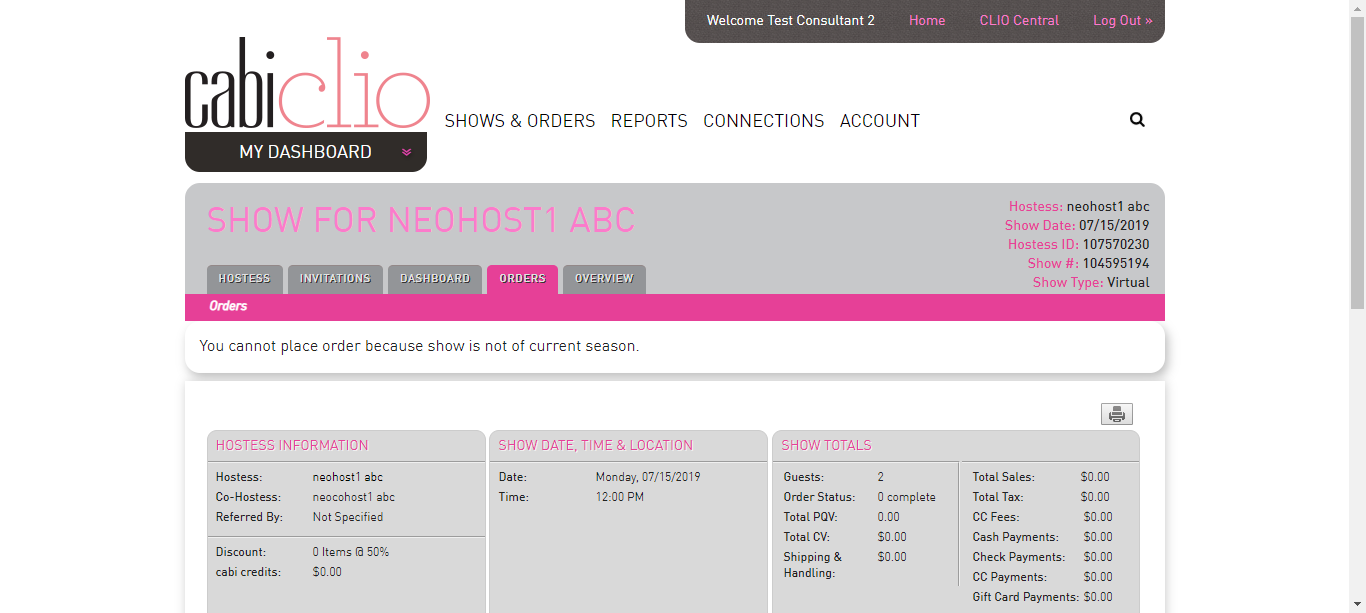 Welcome Test Consultant 2 Home CLIO Central Log Out »
cabiclio
SHOWS & ORDERS REPORTS CONNECTIONS ACCOUNT
MY DASHBOARD
SHOW FOR NEOHOST1 ABC
Hostess: neohost1 abc
Show Date: 07/15/2019
Hostess ID: 107570230
Show #: 104595194
Show Type: Virtual
HOSTESS INVITATIONS DASHBOARD ORDERS OVERVIEW
Orders
You cannot place order because show is not of current season.
HOSTESS INFORMATION
Hostess: neohost1 abc
Co-Hostess: neocohost1 abc
Referred By: Not Specified
Discount: 0 Items @ 50%
cabi credits: $0.00
SHOW DATE, TIME & LOCATION
Date: Monday, 07/15/2019
Time: 12:00 PM
SHOW TOTALS
Guests: 2
Order Status: 0 complete
Total PQV: 0.00
Total CV: $0.00
Shipping & $0.00
Handling:
Total Sales: $0.00
Total Tax: $0.00
CC Fees: $0.00
Cash Payments: $0.00
Check Payments: $0.00
CC Payments: $0.00
Gift Card Payments: $0.00